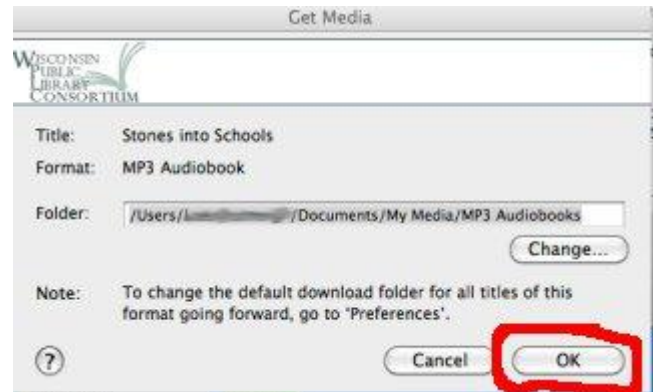 Get Media
WISCONSIN
PUBLIC
LIBRARY
CONSORTIUM
Title: Stones into Schools
Format: MP3 Audiobook
Folder: /Users/ /Documents/My Media/MP3 Audiobooks
Change...
Note: To change the default download folder for all titles of this
format going forward, go to 'Preferences'.
? Cancel OK